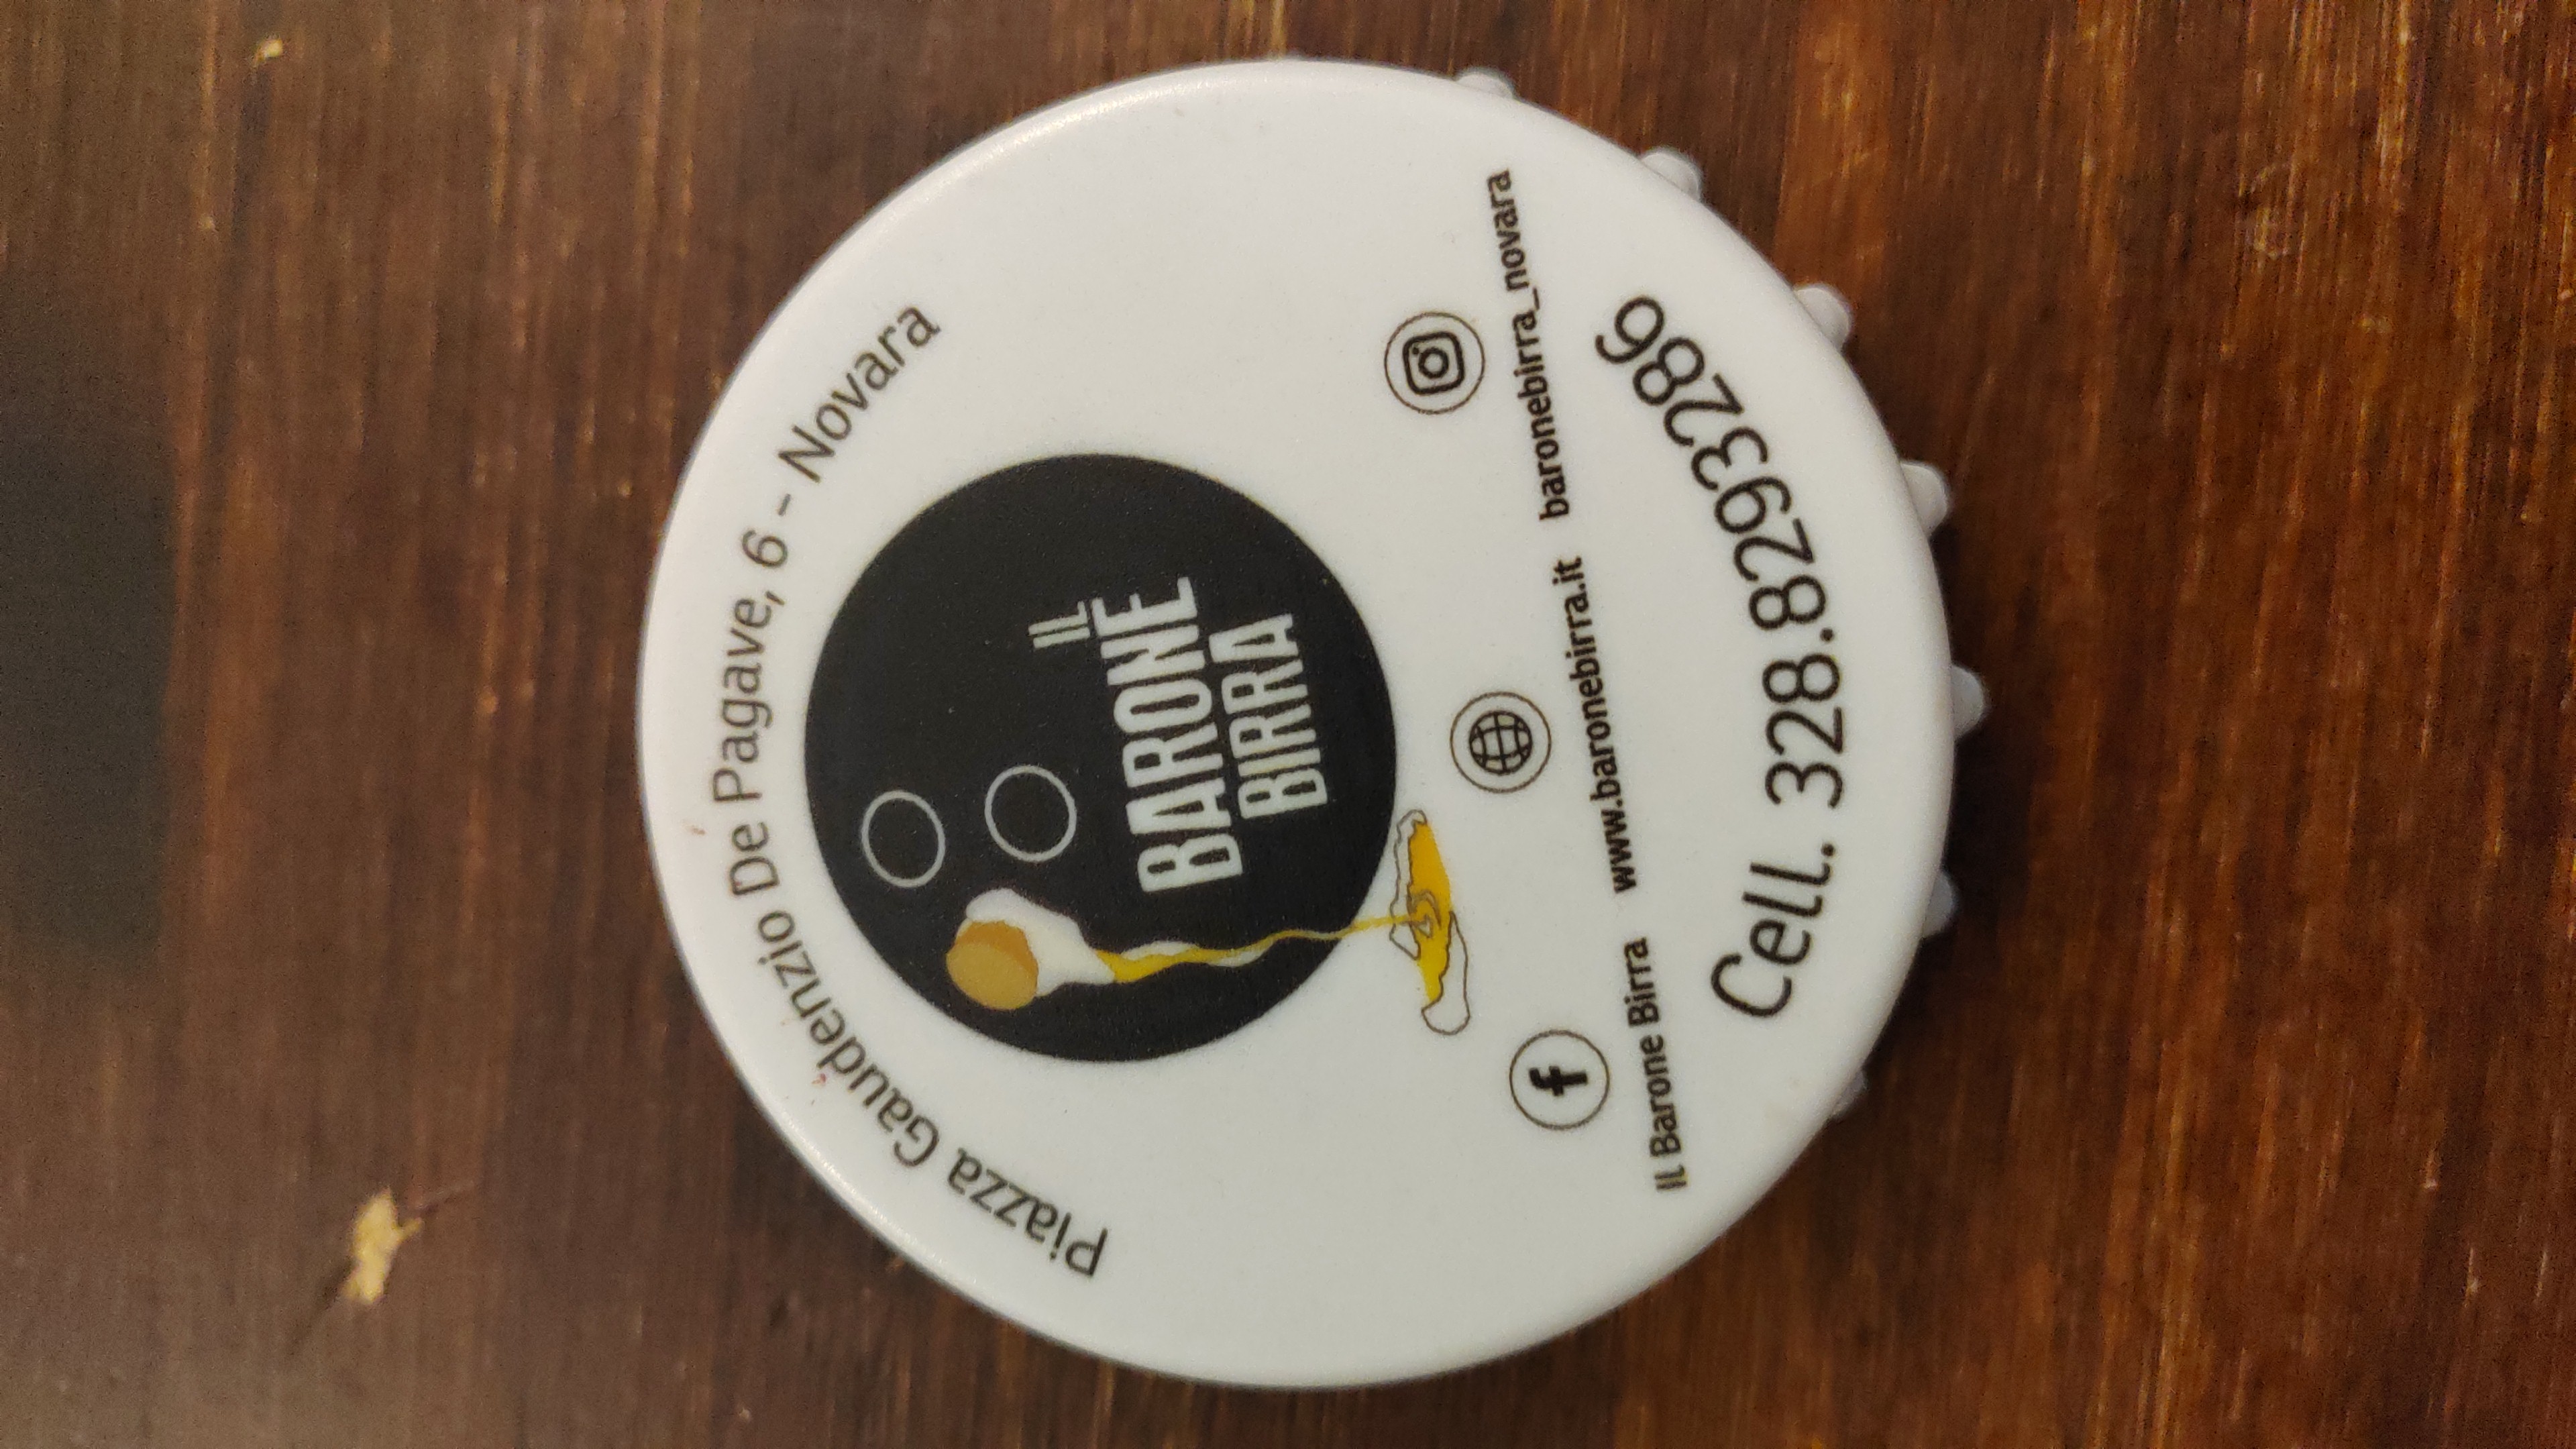 Piazza Gaudenzio De Pagave, 6 - Novara
IL
BARONE
BIRRA
IL Barone Birra
www.baronebirra.it
baronebirra_novara
Cell. 328.8293286